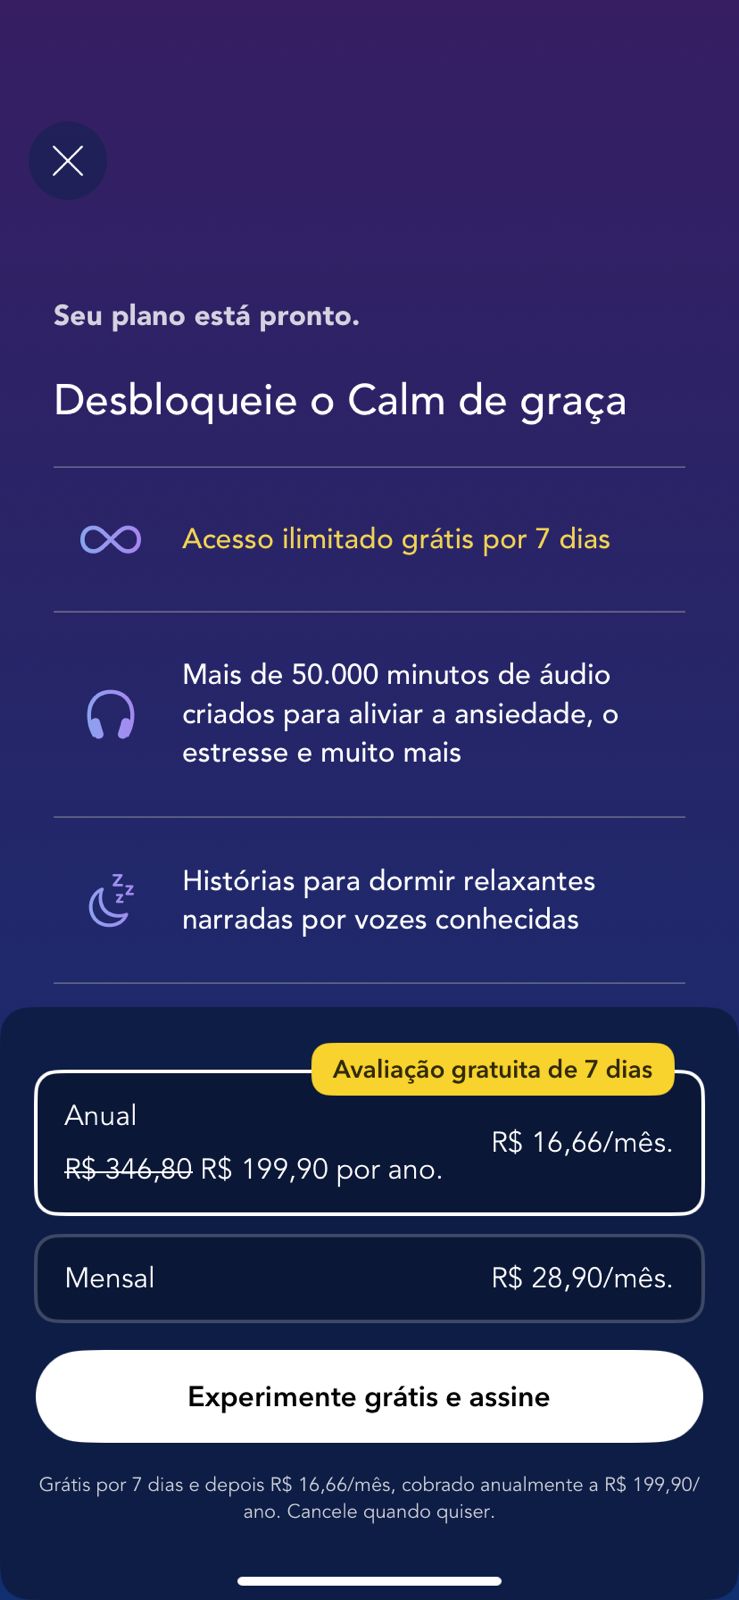 Seu plano está pronto.
Desbloqueie o Calm de graça
Acesso ilimitado grátis por 7 dias
Mais de 50.000 minutos de áudio
criados para aliviar a ansiedade, o
estresse e muito mais
z z z
Histórias para dormir relaxantes
narradas por vozes conhecidas
Avaliação gratuita de 7 dias
Anual
R$ 346,80 R$ 199,90 por ano.
R$ 16,66/mês.
Mensal
R$ 28,90/mês.
Experimente grátis e assine
Grátis por 7 dias e depois R$ 16,66/mês, cobrado anualmente a R$ 199,90/
ano. Cancele quando quiser.